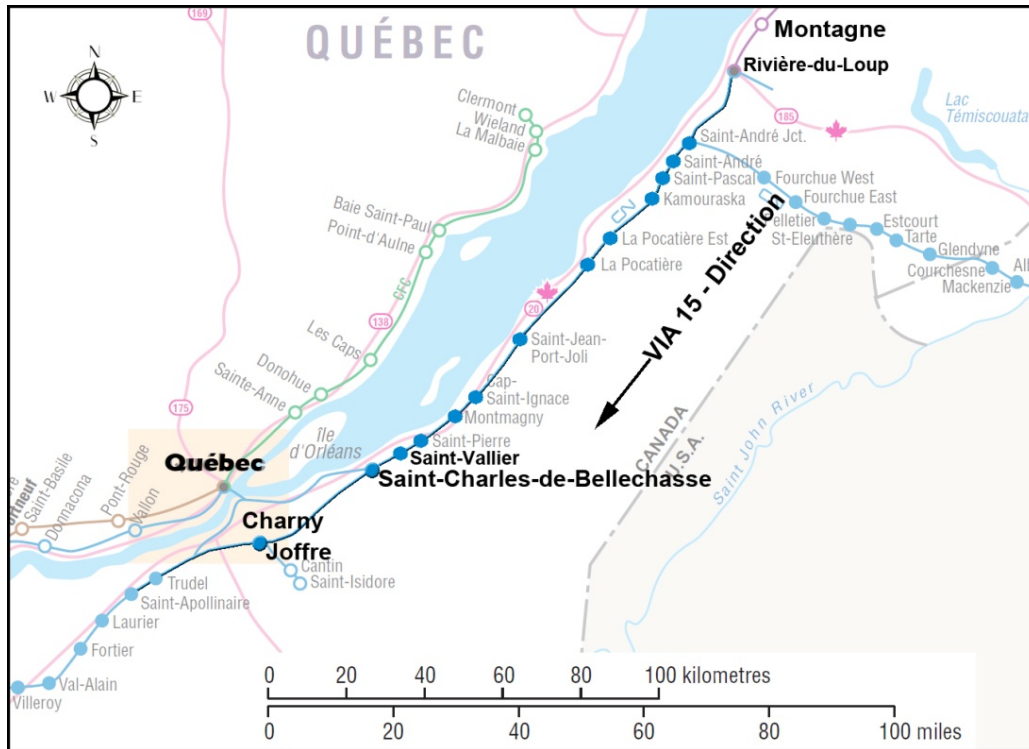 169
QUÉBEC
Montagne
Rivière-du-Loup
N
W E
S
185
Lac
Témiscouata
Clermont
Wieland
La Malbaie
Saint-André Jct.
Saint-André
Saint-Pascal
Kamouraska
Fourchue West
Fourchue East
Pelletier
St-Eleuthère
Estcourt
Tarte
Glendyne
Courchesne
Mackenzie
All
CN
Baie Saint-Paul
Point-d'Aulne
La Pocatière Est
La Pocatière
VIA 15 - Direction
CFC
138
20
Les Caps
Saint-Jean-
Port-Joli
Donohue
Sainte-Anne
Cap-
Saint-Ignace
Montmagny
175
Île
d'Orléans
Saint-Pierre
Saint-Vallier
CANADA
U.S.A.
Saint John River
Québec
Saint-Charles-de-Bellechasse
Saint-Basile
Donnacona
Pont-Rouge
Vallon
Charny
Joffre
Cantin
Saint-Isidore
Trudel
Saint-Apollinaire
Laurier
Fortier
Val-Alain
Villeroy
0 20 40 60 80 100 kilometres
0 20 40 60 80 100 miles